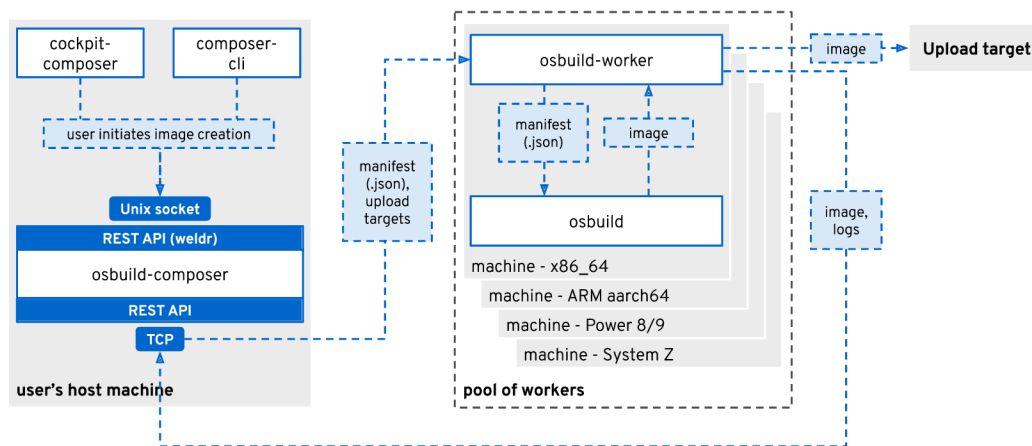 cockpit-
composer
composer-
cli
user initiates image creation
Unix socket
REST API (weldr)
osbuild-composer
REST API
TCP
user's host machine
manifest
(.json),
upload
targets
osbuild-worker
manifest
(.json)
image
osbuild
machine - x86_64
machine - ARM aarch64
machine - Power 8/9
machine - System Z
pool of workers
image
Upload target
image,
logs